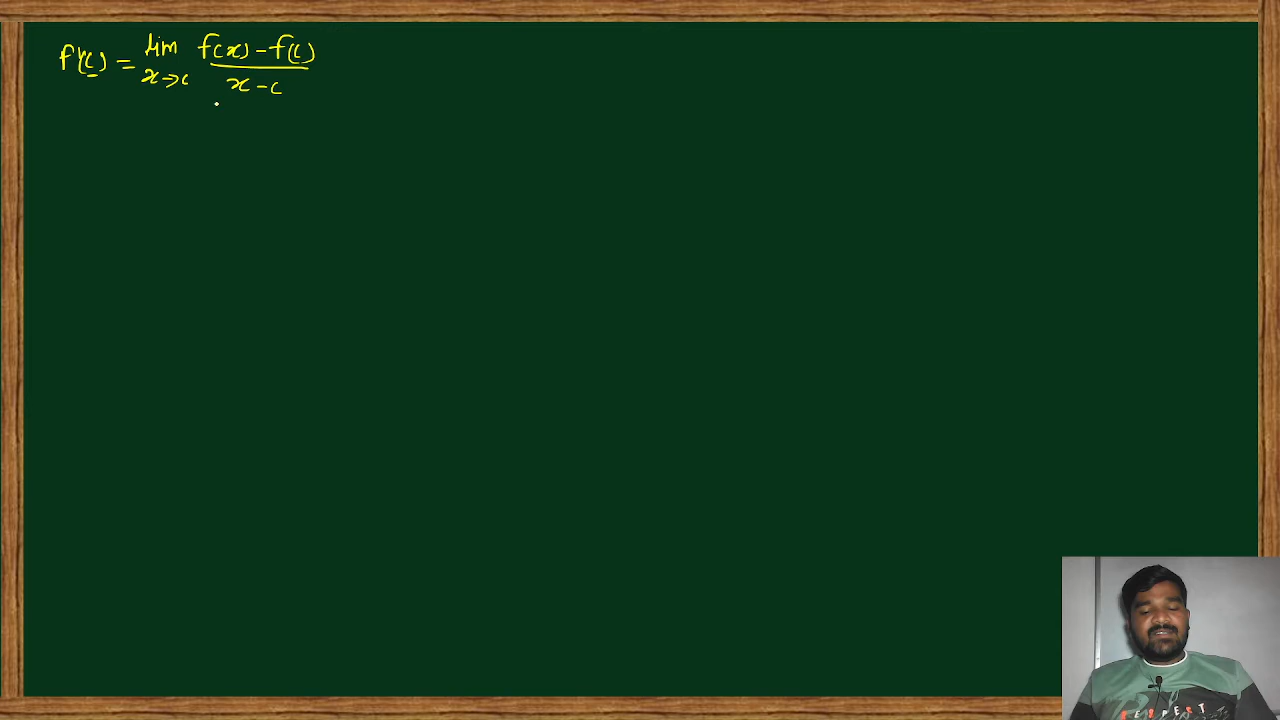 f'(c) = lim x→c f(x) - f(c) / x - c